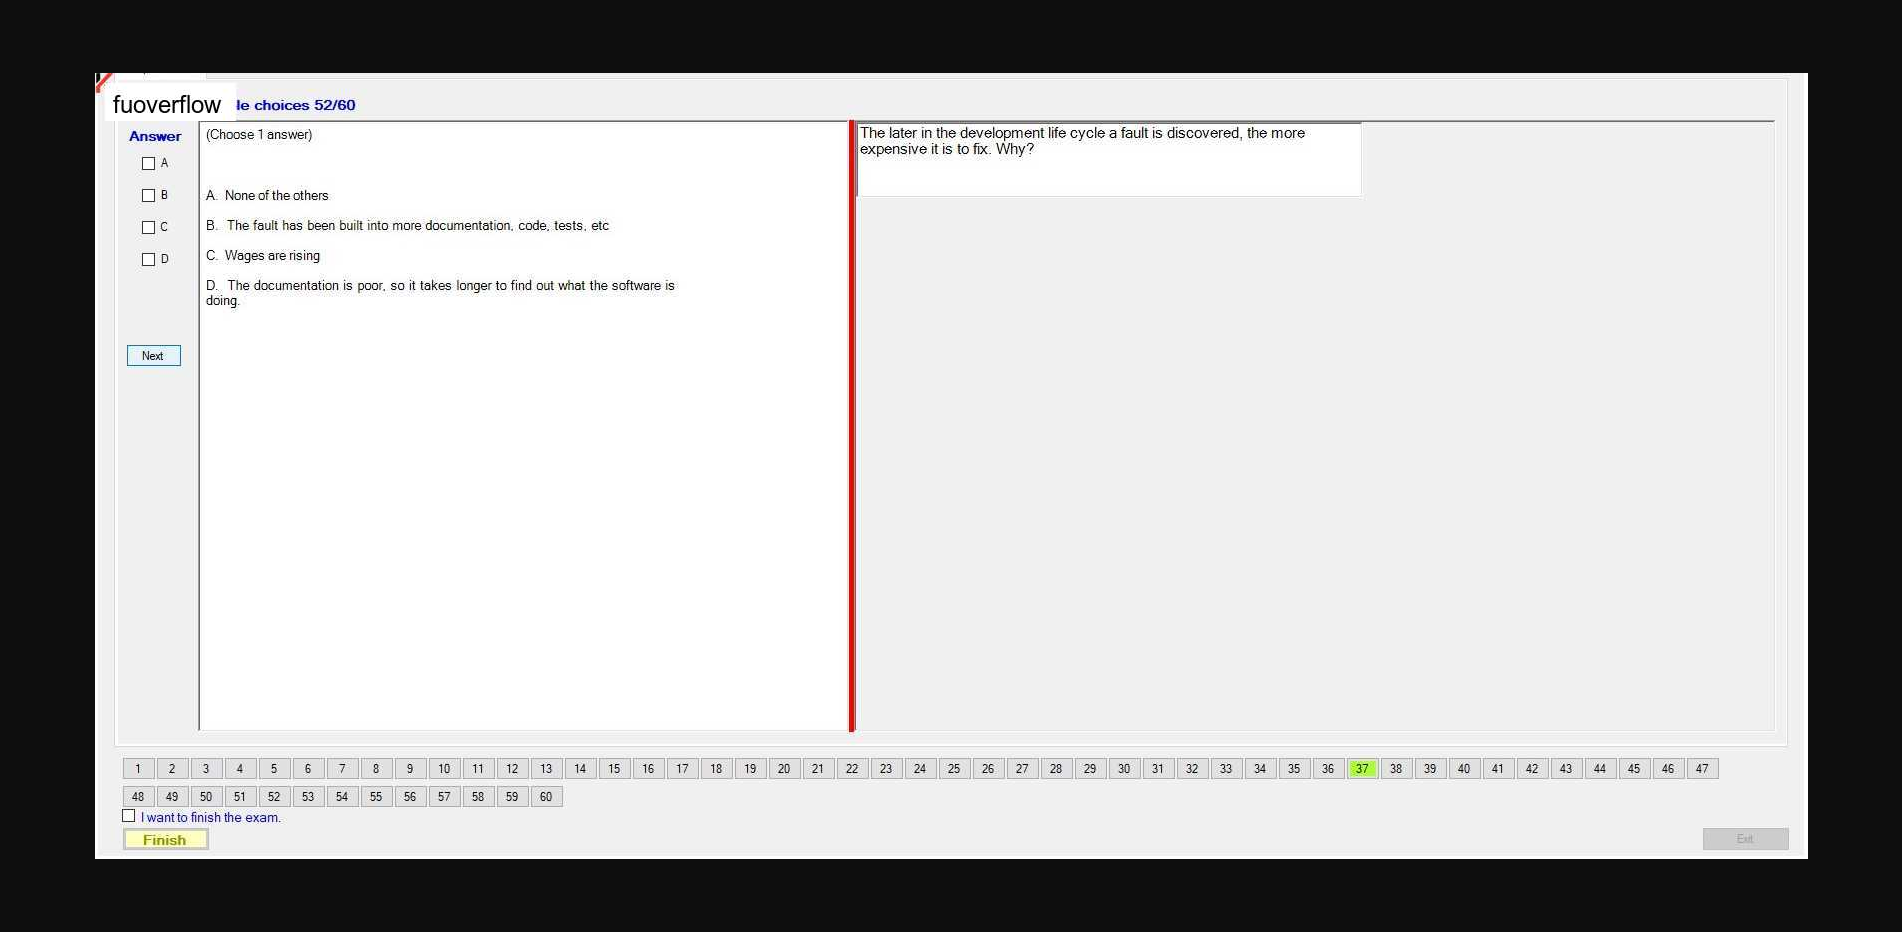 fuoverflow le choices 52/60
Answer
A
B
C
D
Next
(Choose 1 answer)
A. None of the others
B. The fault has been built into more documentation, code, tests, etc
C. Wages are rising
D. The documentation is poor, so it takes longer to find out what the software is
doing.
The later in the development life cycle a fault is discovered, the more
expensive it is to fix. Why?
1 2 3 4 5 6 7 8 9 10 11 12 13 14 15 16 17 18 19 20 21 22 23 24 25 26 27 28 29 30 31 32 33 34 35 36 37 38 39 40 41 42 43 44 45 46 47
48 49 50 51 52 53 54 55 56 57 58 59 60
I want to finish the exam.
Finish
Exit